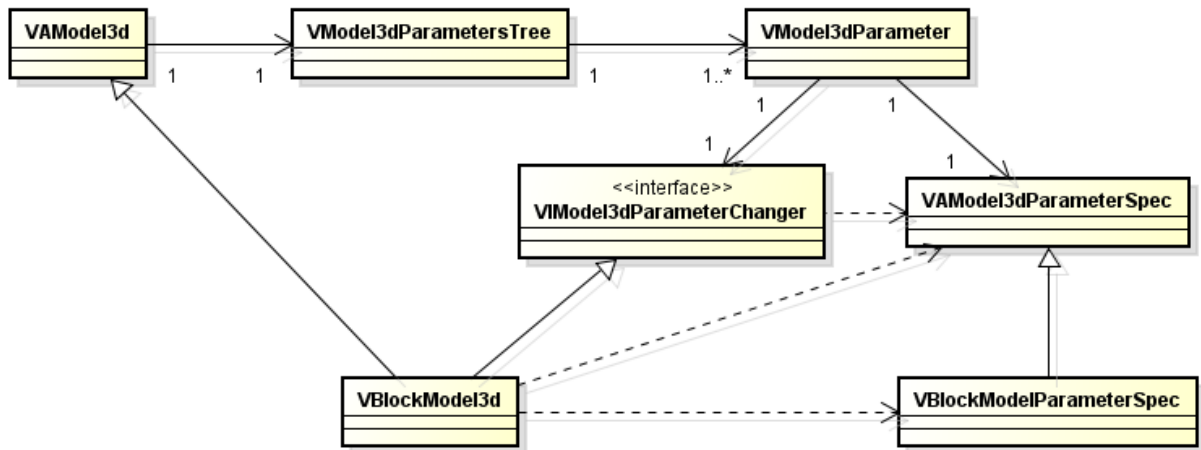 VAModel3d
VModel3dParametersTree
VModel3dParameter
1
1
1
1..*
1
1
1
1
<<interface>>
VIModel3dParameterChanger
VAModel3dParameterSpec
VBlockModel3d
VBlockModelParameterSpec